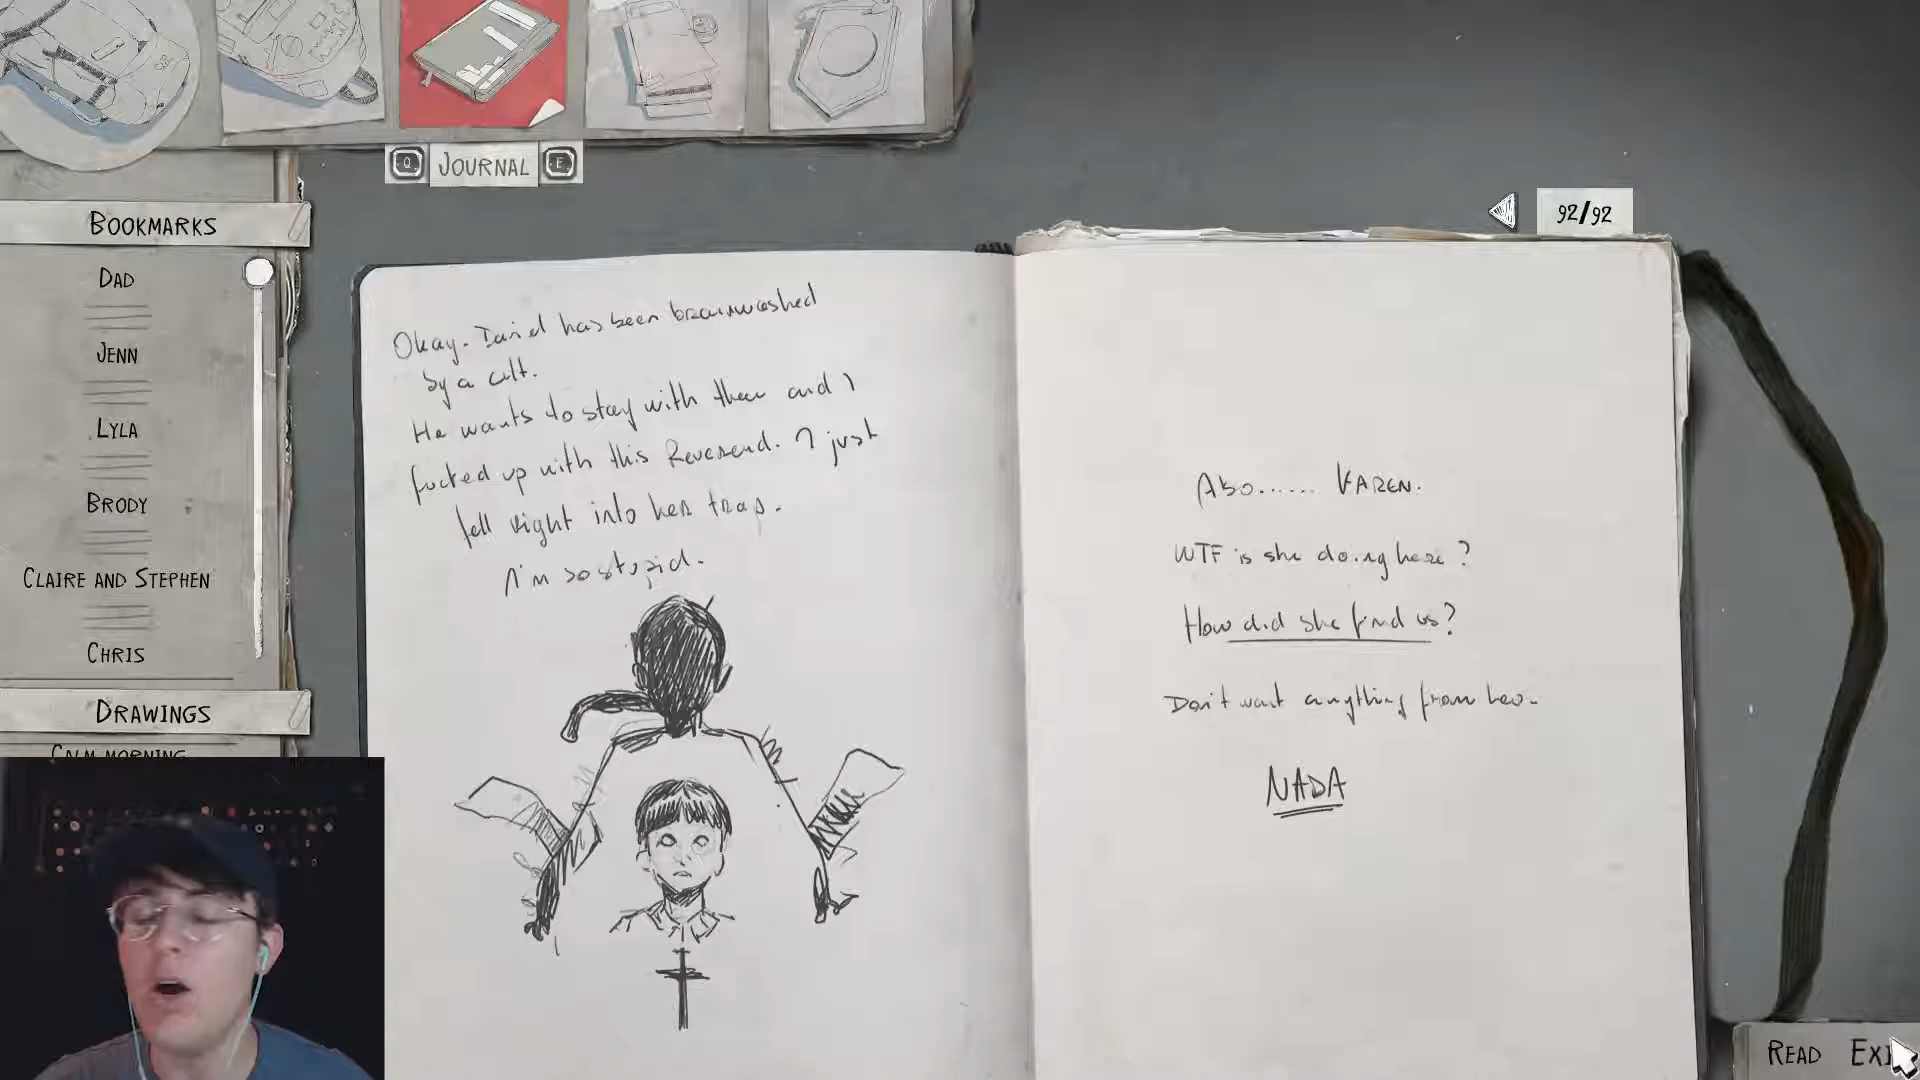 Q JOURNAL E
92/92
BOOKMARKS
DAD
JENN
LYLA
BRODY
CLAIRE AND STEPHEN
CHRIS
DRAWINGS
CALM MORNING
Okay. Daniel has been brainwashed
by a cult.
He wants to stay with them and I
fucked up with this Reverend. I just
fell right into her trap.
I'm so stupid.
Also...... KAREN.
WTF is she doing here?
How did she find us?
Don't want anything from her.
NADA
READ EXI